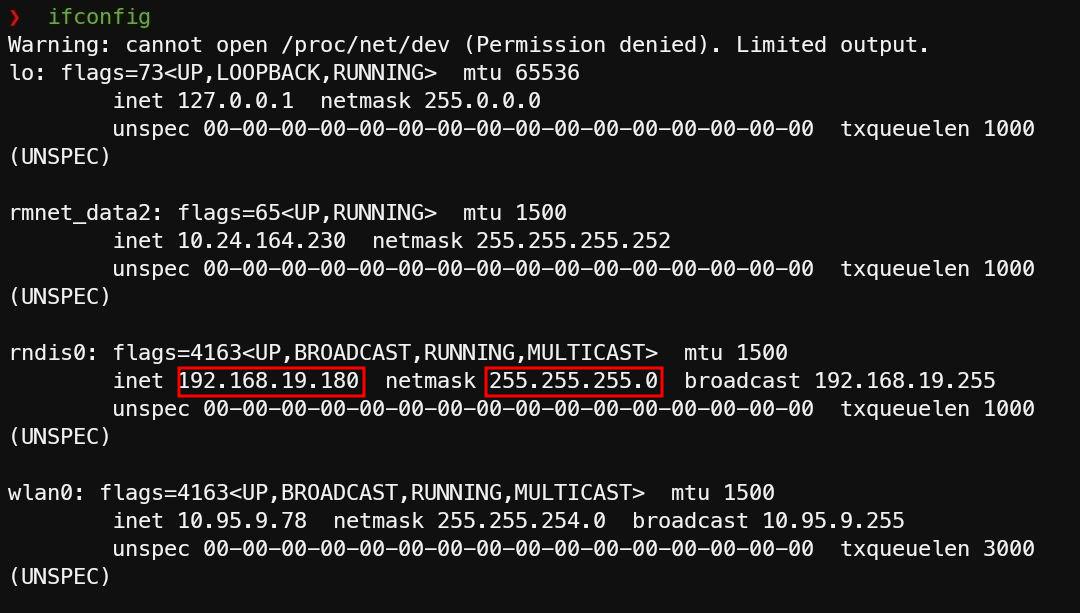 ❯ ifconfig
Warning: cannot open /proc/net/dev (Permission denied). Limited output.
lo: flags=73<UP,LOOPBACK,RUNNING>  mtu 65536
        inet 127.0.0.1  netmask 255.0.0.0
        unspec 00-00-00-00-00-00-00-00-00-00-00-00-00-00-00-00  txqueuelen 1000
(UNSPEC)

rmnet_data2: flags=65<UP,RUNNING>  mtu 1500
        inet 10.24.164.230  netmask 255.255.255.252
        unspec 00-00-00-00-00-00-00-00-00-00-00-00-00-00-00-00  txqueuelen 1000
(UNSPEC)

rndis0: flags=4163<UP,BROADCAST,RUNNING,MULTICAST>  mtu 1500
        inet 192.168.19.180  netmask 255.255.255.0  broadcast 192.168.19.255
        unspec 00-00-00-00-00-00-00-00-00-00-00-00-00-00-00-00  txqueuelen 1000
(UNSPEC)

wlan0: flags=4163<UP,BROADCAST,RUNNING,MULTICAST>  mtu 1500
        inet 10.95.9.78  netmask 255.255.254.0  broadcast 10.95.9.255
        unspec 00-00-00-00-00-00-00-00-00-00-00-00-00-00-00-00  txqueuelen 3000
(UNSPEC)